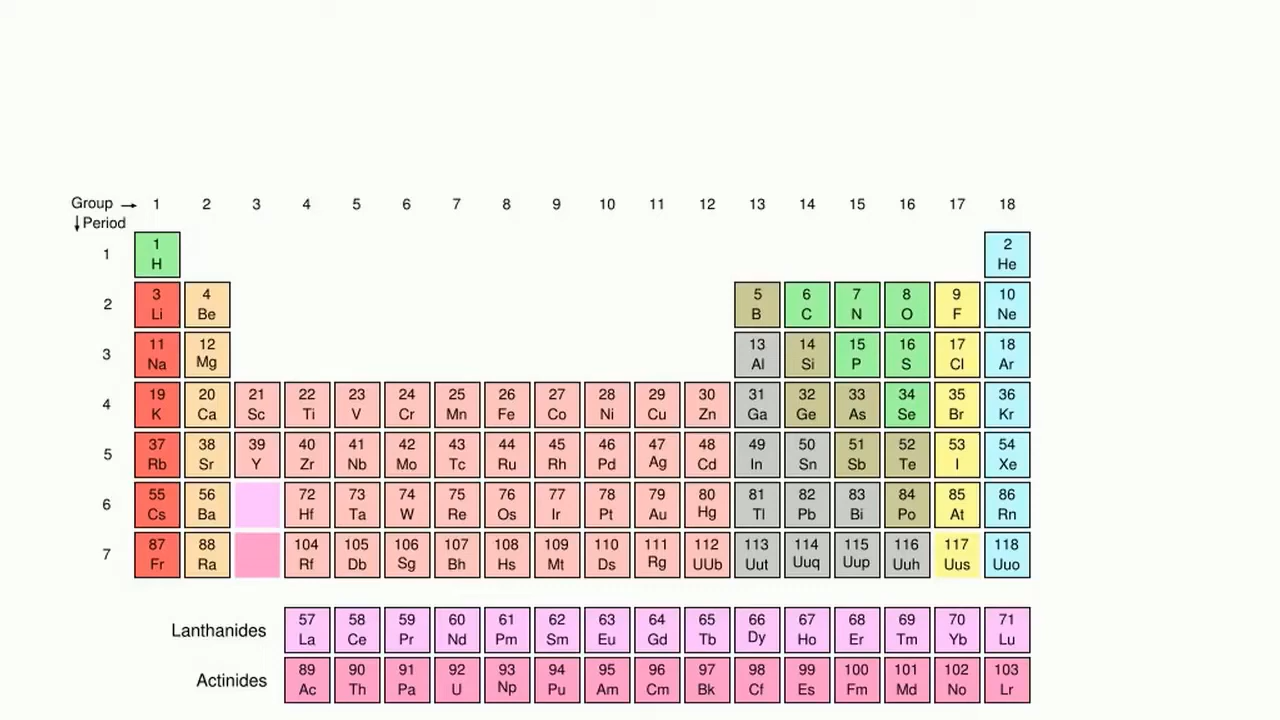 Group → 1 2 3 4 5 6 7 8 9 10 11 12 13 14 15 16 17 18
↓Period
1 1 2
H He
2 3 4 5 6 7 8 9 10
Li Be B C N O F Ne
3 11 12 13 14 15 16 17 18
Na Mg Al Si P S Cl Ar
4 19 20 21 22 23 24 25 26 27 28 29 30 31 32 33 34 35 36
K Ca Sc Ti V Cr Mn Fe Co Ni Cu Zn Ga Ge As Se Br Kr
5 37 38 39 40 41 42 43 44 45 46 47 48 49 50 51 52 53 54
Rb Sr Y Zr Nb Mo Tc Ru Rh Pd Ag Cd In Sn Sb Te I Xe
6 55 56 72 73 74 75 76 77 78 79 80 81 82 83 84 85 86
Cs Ba Hf Ta W Re Os Ir Pt Au Hg Tl Pb Bi Po At Rn
7 87 88 104 105 106 107 108 109 110 111 112 113 114 115 116 117 118
Fr Ra Rf Db Sg Bh Hs Mt Ds Rg UUb Uut Uuq Uup Uuh Uus Uuo
Lanthanides 57 58 59 60 61 62 63 64 65 66 67 68 69 70 71
La Ce Pr Nd Pm Sm Eu Gd Tb Dy Ho Er Tm Yb Lu
Actinides 89 90 91 92 93 94 95 96 97 98 99 100 101 102 103
Ac Th Pa U Np Pu Am Cm Bk Cf Es Fm Md No Lr